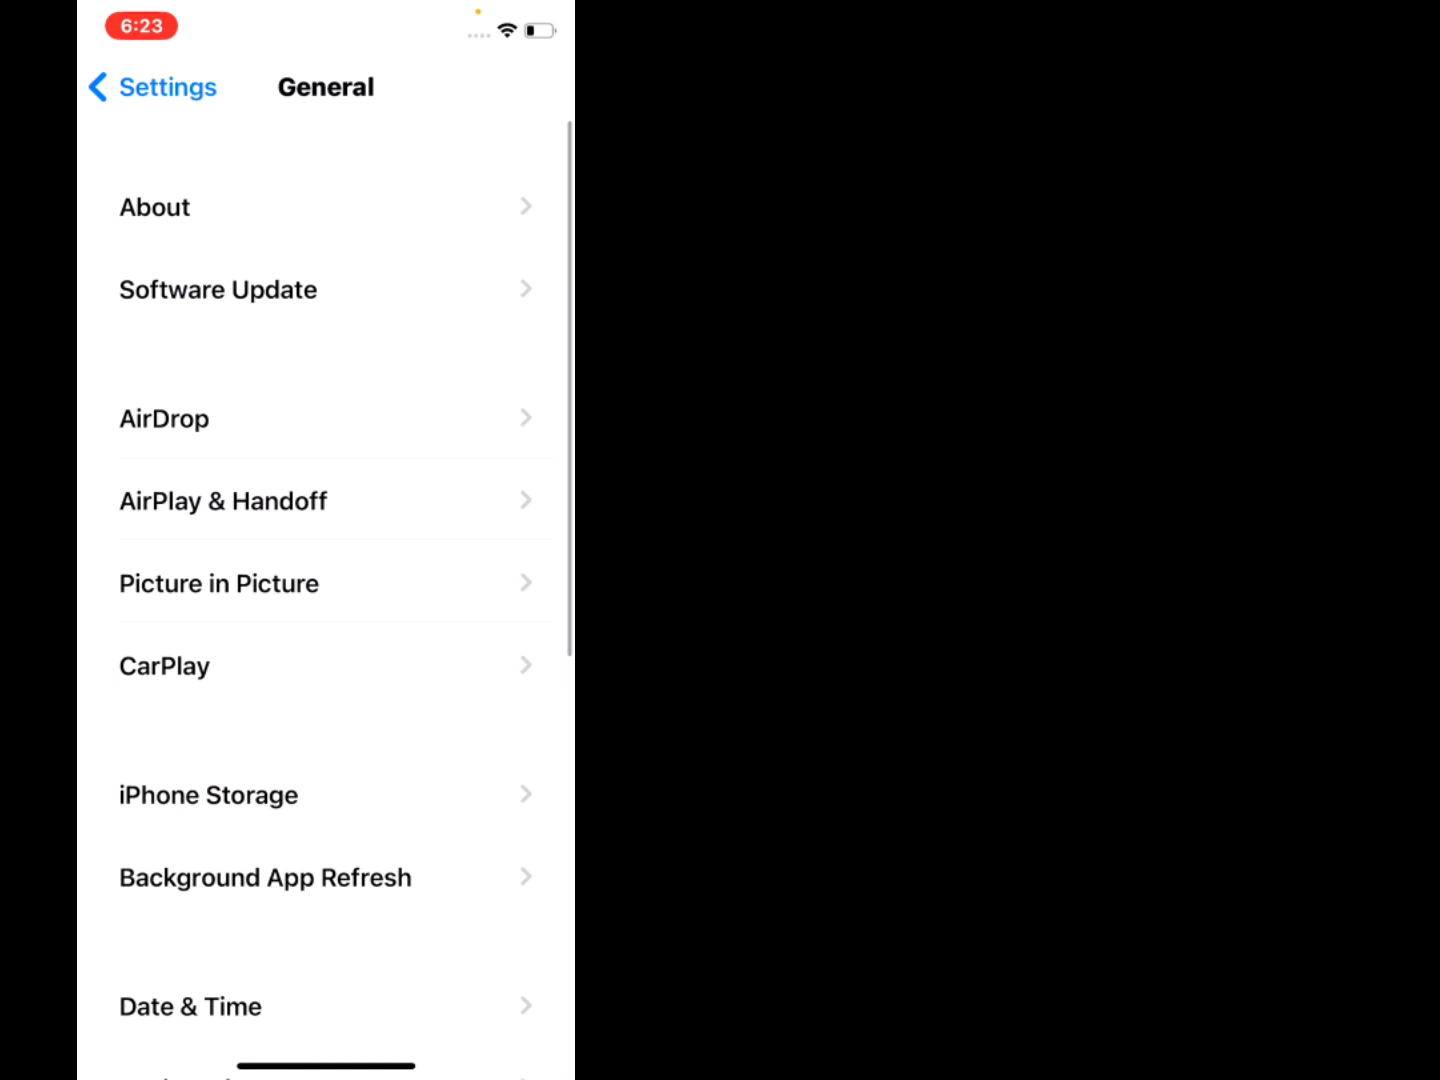 6:23
Settings
General
About
Software Update
AirDrop
AirPlay & Handoff
Picture in Picture
CarPlay
iPhone Storage
Background App Refresh
Date & Time